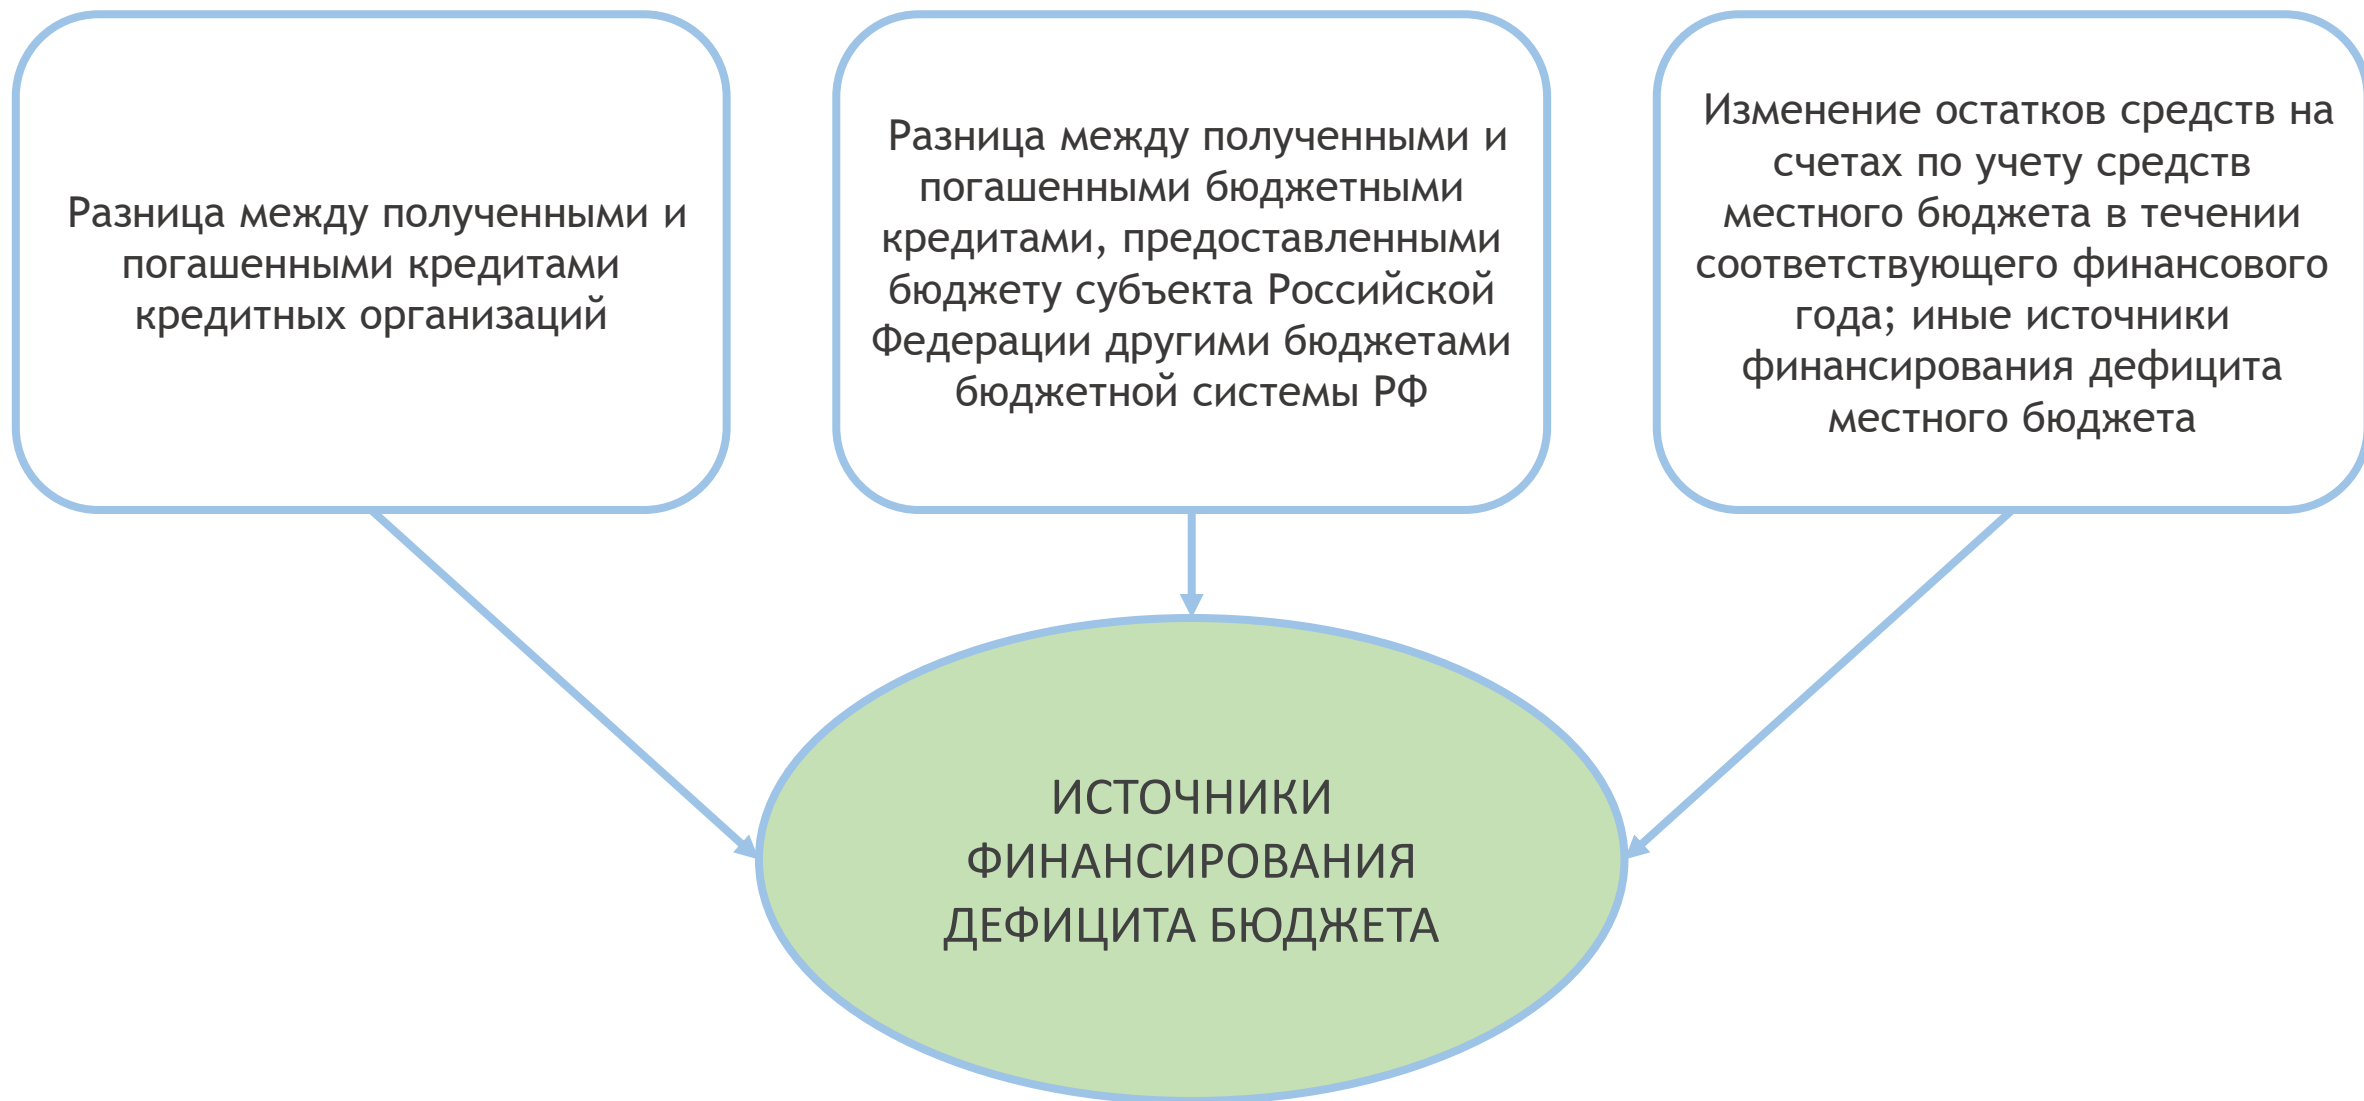 Разница между полученными и
погашенными кредитами
кредитных организаций
Разница между полученными и
погашенными бюджетными
кредитами, предоставленными
бюджету субъекта Российской
Федерации другими бюджетами
бюджетной системы РФ
Изменение остатков средств на
счетах по учету средств
местного бюджета в течении
соответствующего финансового
года; иные источники
финансирования дефицита
местного бюджета
ИСТОЧНИКИ
ФИНАНСИРОВАНИЯ
ДЕФИЦИТА БЮДЖЕТА